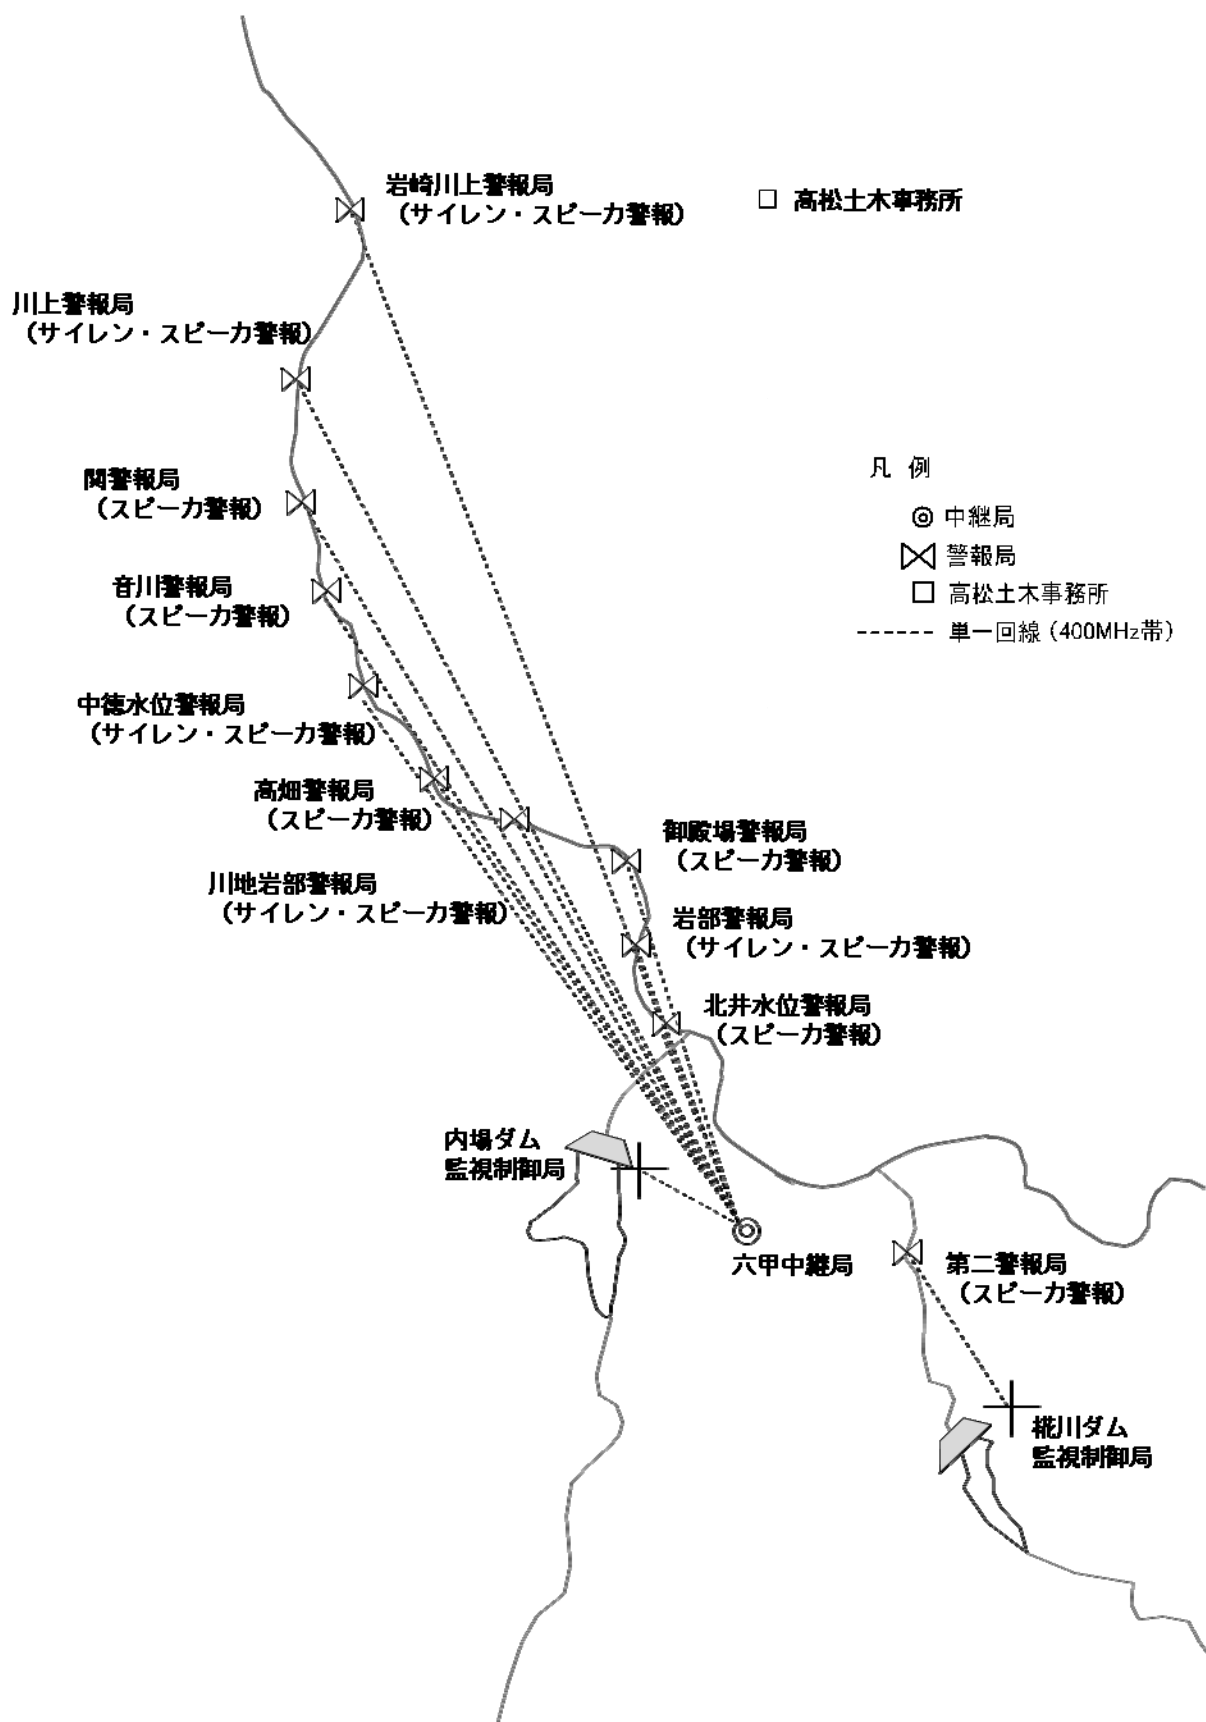 岩崎川上警報局
（サイレン・スピーカ警報）
高松土木事務所
川上警報局
（サイレン・スピーカ警報）
凡 例
中継局
警報局
高松土木事務所
単一回線（400MHz帯）
関警報局
（スピーカ警報）
音川警報局
（スピーカ警報）
中徳水位警報局
（サイレン・スピーカ警報）
高畑警報局
（スピーカ警報）
御殿場警報局
（スピーカ警報）
川地岩部警報局
（サイレン・スピーカ警報）
岩部警報局
（サイレン・スピーカ警報）
北井水位警報局
（スピーカ警報）
内場ダム
監視制御局
六甲中継局
第二警報局
（スピーカ警報）
椛川ダム
監視制御局